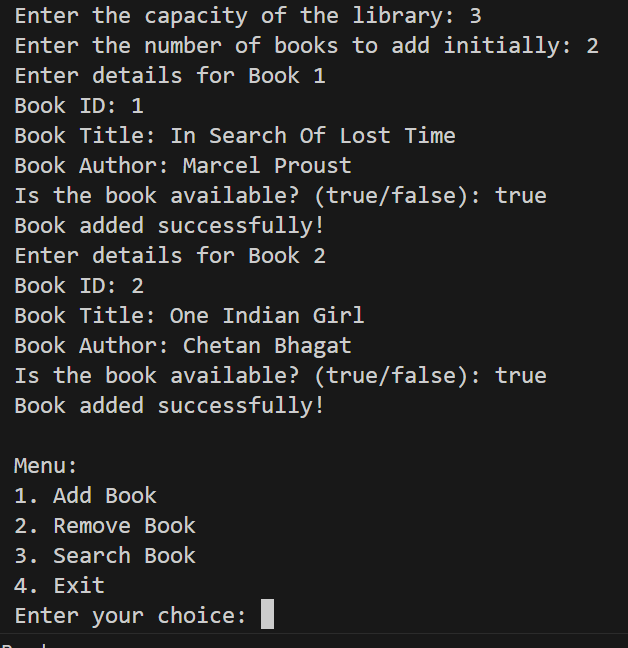 Enter the capacity of the library: 3
Enter the number of books to add initially: 2
Enter details for Book 1
Book ID: 1
Book Title: In Search Of Lost Time
Book Author: Marcel Proust
Is the book available? (true/false): true
Book added successfully!
Enter details for Book 2
Book ID: 2
Book Title: One Indian Girl
Book Author: Chetan Bhagat
Is the book available? (true/false): true
Book added successfully!
Menu:
1. Add Book
2. Remove Book
3. Search Book
4. Exit
Enter your choice: